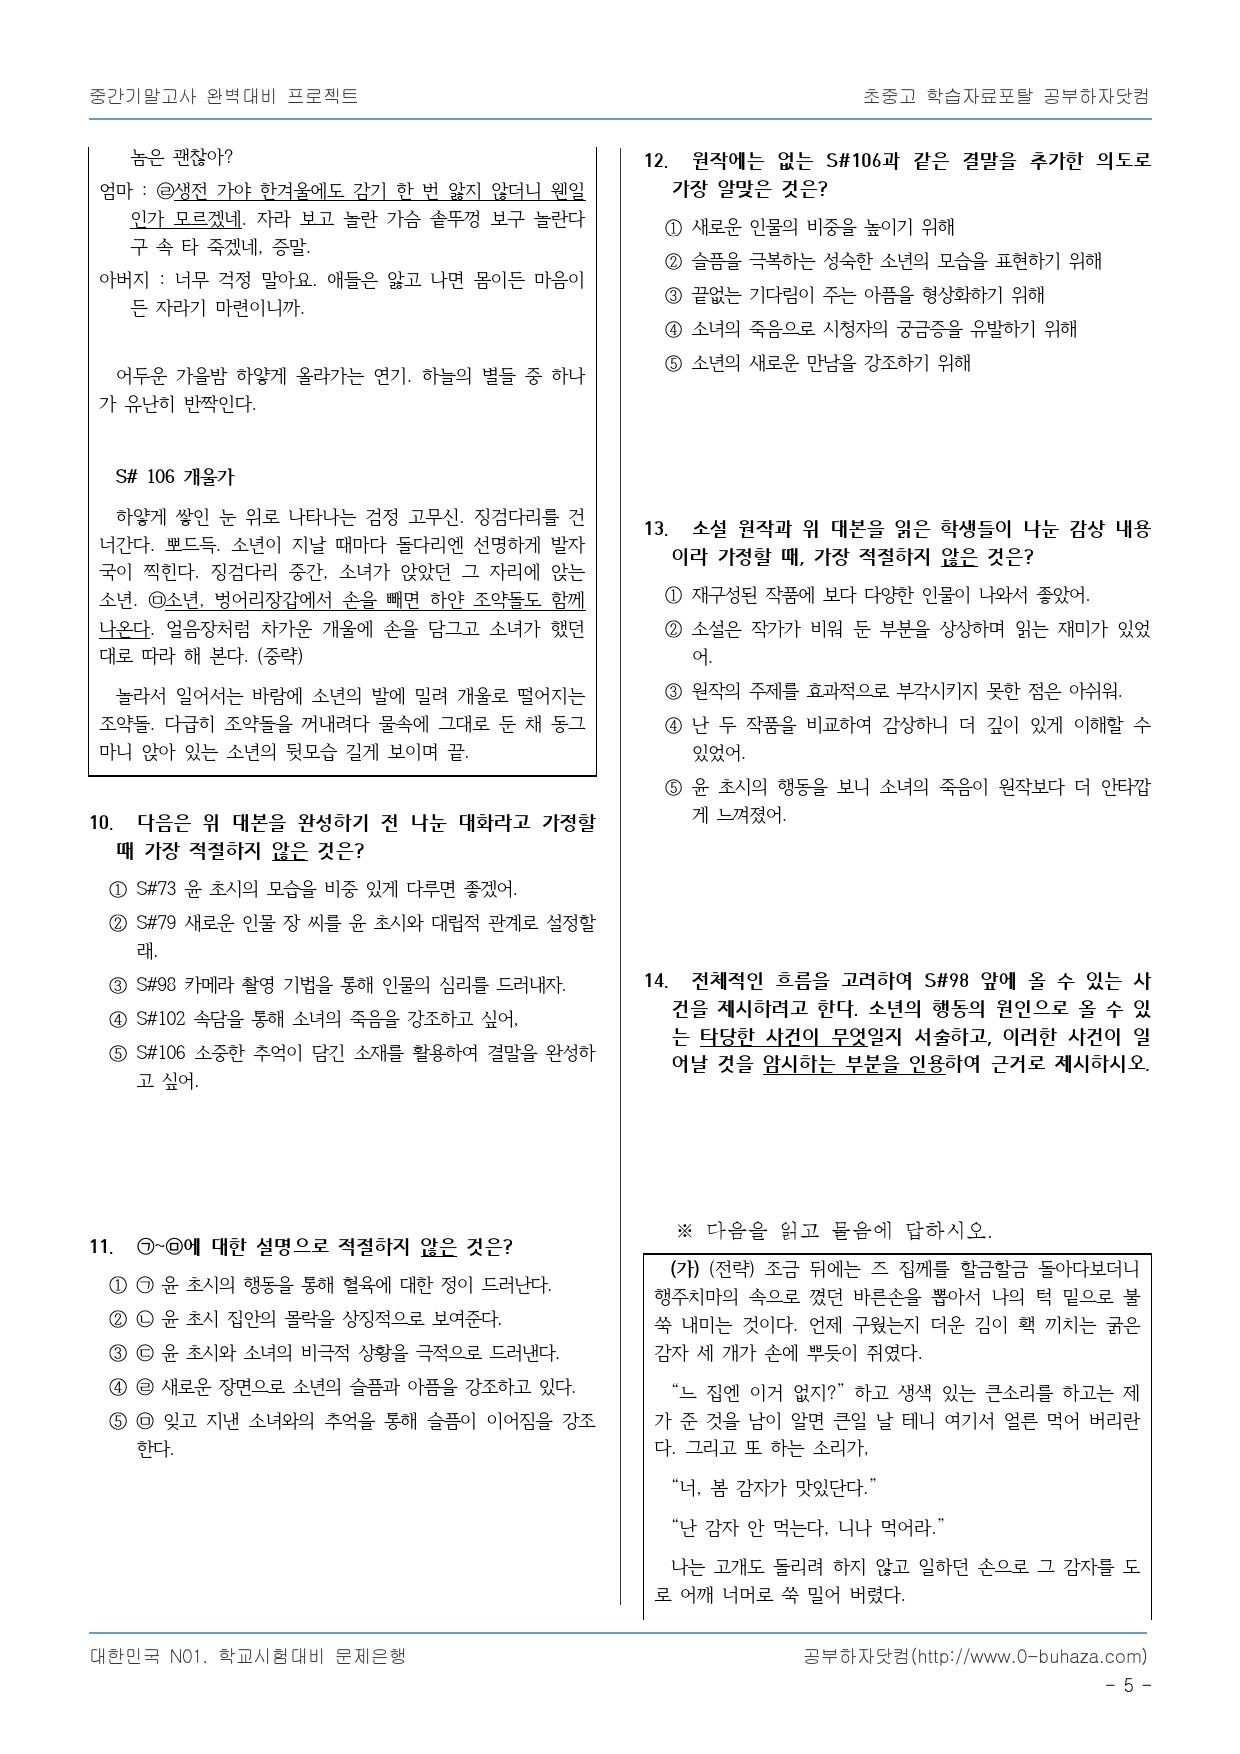 중간기말고사 완벽대비 프로젝트
초중고 학습자료포탈 공부하자닷컴
놈은 괜찮아?
엄마 : ㉣생전 가야 한겨울에도 감기 한 번 앓지 않더니 웬일
인가 모르겠네. 자라 보고 놀란 가슴 솥뚜껑 보구 놀란다
구 속 타 죽겠네, 증말.
아버지 : 너무 걱정 말아요. 애들은 앓고 나면 몸이든 마음이
든 자라기 마련이니까.
어두운 가을밤 하얗게 올라가는 연기. 하늘의 별들 중 하나
가 유난히 반짝인다.
S# 106 개울가
하얗게 쌓인 눈 위로 나타나는 검정 고무신. 징검다리를 건
너간다. 뽀드득. 소년이 지날 때마다 돌다리엔 선명하게 발자
국이 찍힌다. 징검다리 중간, 소녀가 앉았던 그 자리에 앉는
소년. ㉤소년, 벙어리장갑에서 손을 빼면 하얀 조약돌도 함께
나온다. 얼음장처럼 차가운 개울에 손을 담그고 소녀가 했던
대로 따라 해 본다. (중략)
놀라서 일어서는 바람에 소년의 발에 밀려 개울로 떨어지는
조약돌. 다급히 조약돌을 꺼내려다 물속에 그대로 둔 채 동그
마니 앉아 있는 소년의 뒷모습 길게 보이며 끝.
10. 다음은 위 대본을 완성하기 전 나눈 대화라고 가정할
때 가장 적절하지 않은 것은?
① S#73 윤 초시의 모습을 비중 있게 다루면 좋겠어.
② S#79 새로운 인물 장 씨를 윤 초시와 대립적 관계로 설정할
래.
③ S#98 카메라 촬영 기법을 통해 인물의 심리를 드러내자.
④ S#102 속담을 통해 소녀의 죽음을 강조하고 싶어,
⑤ S#106 소중한 추억이 담긴 소재를 활용하여 결말을 완성하
고 싶어.
11. ㉠~㉤에 대한 설명으로 적절하지 않은 것은?
① ㉠ 윤 초시의 행동을 통해 혈육에 대한 정이 드러난다.
② ㉡ 윤 초시 집안의 몰락을 상징적으로 보여준다.
③ ㉢ 윤 초시와 소녀의 비극적 상황을 극적으로 드러낸다.
④ ㉣ 새로운 장면으로 소년의 슬픔과 아픔을 강조하고 있다.
⑤ ㉤ 잊고 지낸 소녀와의 추억을 통해 슬픔이 이어짐을 강조
한다.
12. 원작에는 없는 S#106과 같은 결말을 추가한 의도로
가장 알맞은 것은?
① 새로운 인물의 비중을 높이기 위해
② 슬픔을 극복하는 성숙한 소년의 모습을 표현하기 위해
③ 끝없는 기다림이 주는 아픔을 형상화하기 위해
④ 소녀의 죽음으로 시청자의 궁금증을 유발하기 위해
⑤ 소년의 새로운 만남을 강조하기 위해
13. 소설 원작과 위 대본을 읽은 학생들이 나눈 감상 내용
이라 가정할 때, 가장 적절하지 않은 것은?
① 재구성된 작품에 보다 다양한 인물이 나와서 좋았어.
② 소설은 작가가 비워 둔 부분을 상상하며 읽는 재미가 있었
어.
③ 원작의 주제를 효과적으로 부각시키지 못한 점은 아쉬워.
④ 난 두 작품을 비교하여 감상하니 더 깊이 있게 이해할 수
있었어.
⑤ 윤 초시의 행동을 보니 소녀의 죽음이 원작보다 더 안타깝
게 느껴졌어.
14. 전체적인 흐름을 고려하여 S#98 앞에 올 수 있는 사
건을 제시하려고 한다. 소년의 행동의 원인으로 올 수 있
는 타당한 사건이 무엇일지 서술하고, 이러한 사건이 일
어날 것을 암시하는 부분을 인용하여 근거로 제시하시오.
※ 다음을 읽고 물음에 답하시오.
(가) (전략) 조금 뒤에는 즈 집께를 할금할금 돌아다보더니
행주치마의 속으로 꼈던 바른손을 뽑아서 나의 턱 밑으로 불
쑥 내미는 것이다. 언제 구웠는지 더운 김이 홱 끼치는 굵은
감자 세 개가 손에 뿌듯이 쥐였다.
“느 집엔 이거 없지?” 하고 생색 있는 큰소리를 하고는 제
가 준 것을 남이 알면 큰일 날 테니 여기서 얼른 먹어 버리란
다. 그리고 또 하는 소리가,
“너, 봄 감자가 맛있단다.”
“난 감자 안 먹는다, 니나 먹어라.”
나는 고개도 돌리려 하지 않고 일하던 손으로 그 감자를 도
로 어깨 너머로 쑥 밀어 버렸다.
대한민국 N01. 학교시험대비 문제은행
공부하자닷컴(http://www.0-buhaza.com)
- 5 -